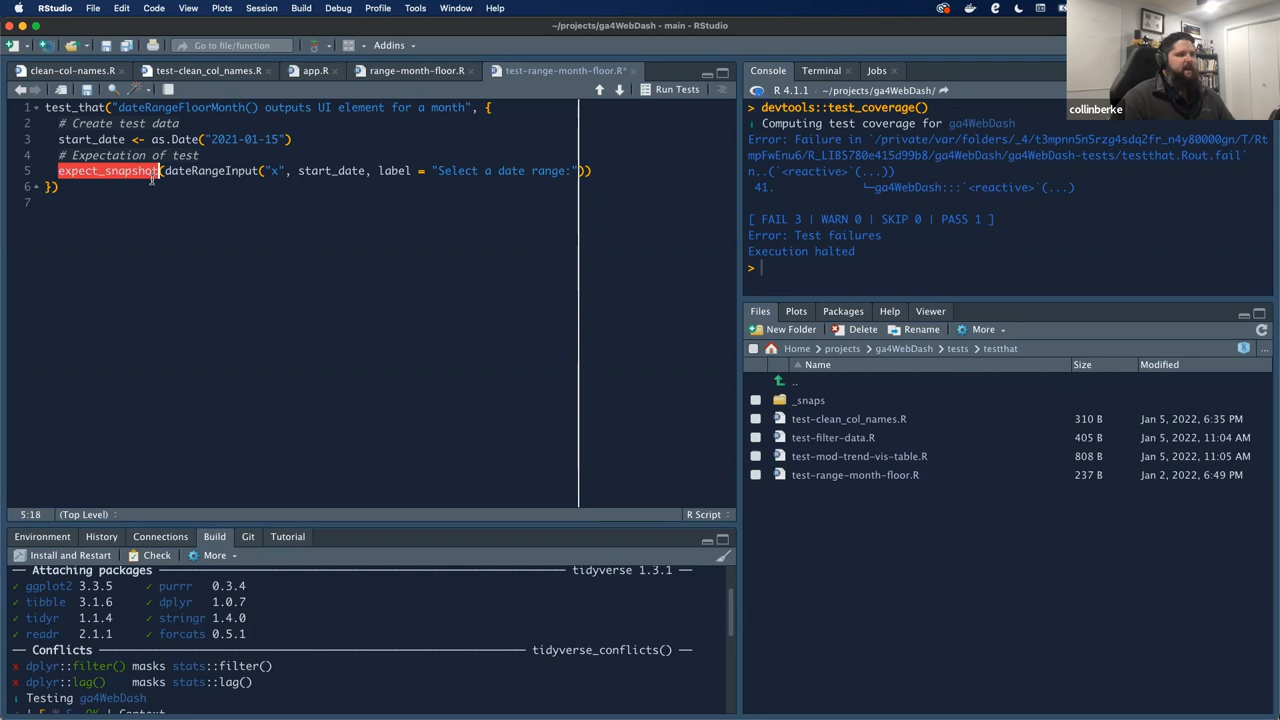 RStudio File Edit Code View Plots Session Build Debug Profile Tools Window Help
~/projects/ga4WebDash - main - RStudio
Go to file/function Addins
clean-col-names.R test-clean_col_names.R app.R range-month-floor.R test-range-month-floor.R*
Run Tests
1 test_that("dateRangeFloorMonth() outputs UI element for a month", {
2 # Create test data
3 start_date <- as.Date("2021-01-15")
4 # Expectation of test
5 expect_snapshot(dateRangeInput("x", start_date, label = "Select a date range:"))
6 })
7
5:18 (Top Level) R Script
Environment History Connections Build Git Tutorial
Install and Restart Check More
Attaching packages tidyverse 1.3.1
✓ ggplot2 3.3.5 ✓ purrr 0.3.4
✓ tibble 3.1.6 ✓ dplyr 1.0.7
✓ tidyr 1.1.4 ✓ stringr 1.4.0
✓ readr 2.1.1 ✓ forcats 0.5.1
Conflicts tidyverse_conflicts()
x dplyr::filter() masks stats::filter()
x dplyr::lag() masks stats::lag()
i Testing ga4WebDash
Console Terminal Jobs
R 4.1.1 · ~/projects/ga4WebDash/
> devtools::test_coverage()
i Computing test coverage for ga4WebDash
Error: Failure in `/private/var/folders/_4/t3mpnn5n5rzg4sdq2fr_n4y80000gn/T/Rt
mpFwEnu6/R_LIBS780e415d99b8/ga4WebDash/ga4WebDash-tests/testthat.Rout.fail`
n..(`<reactive>`(...))
41. └─ga4WebDash:::`<reactive>`(...)
[ FAIL 3 | WARN 0 | SKIP 0 | PASS 1 ]
Error: Test failures
Execution halted
>
collinberke
Files Plots Packages Help Viewer
New Folder Delete Rename More
Home projects ga4WebDash tests testthat
Name Size Modified
..
_snaps
test-clean_col_names.R 310 B Jan 5, 2022, 6:35 PM
test-filter-data.R 405 B Jan 5, 2022, 11:04 AM
test-mod-trend-vis-table.R 808 B Jan 5, 2022, 11:05 AM
test-range-month-floor.R 237 B Jan 2, 2022, 6:49 PM